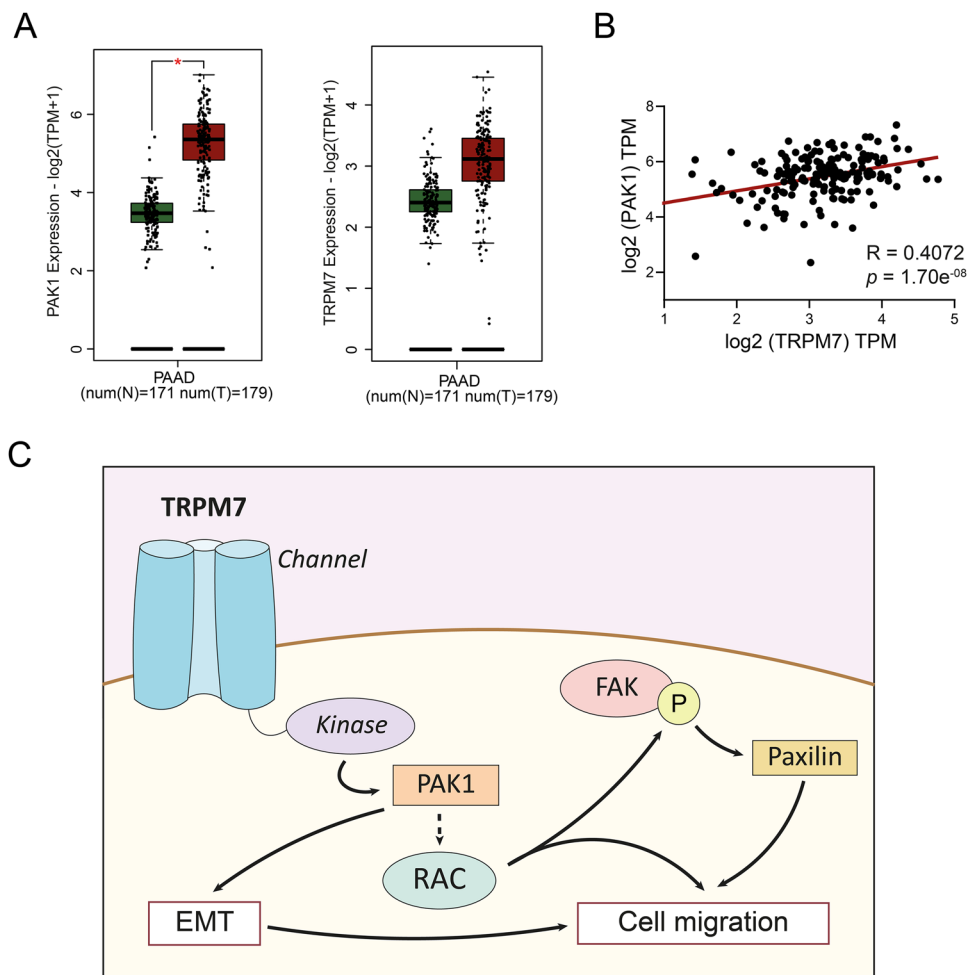 A
PAK1 Expression - log2(TPM+1)
6
4
2
0
*
PAAD
(num(N)=171 num(T)=179)
TRPM7 Expression - log2(TPM+1)
4
3
2
1
0
PAAD
(num(N)=171 num(T)=179)
B
log2 (PAK1) TPM
8
6
4
2
R = 0.4072
p = 1.70e-08
1 2 3 4 5
log2 (TRPM7) TPM
C
TRPM7
Channel
Kinase
FAK
P
Paxilin
PAK1
RAC
EMT
Cell migration